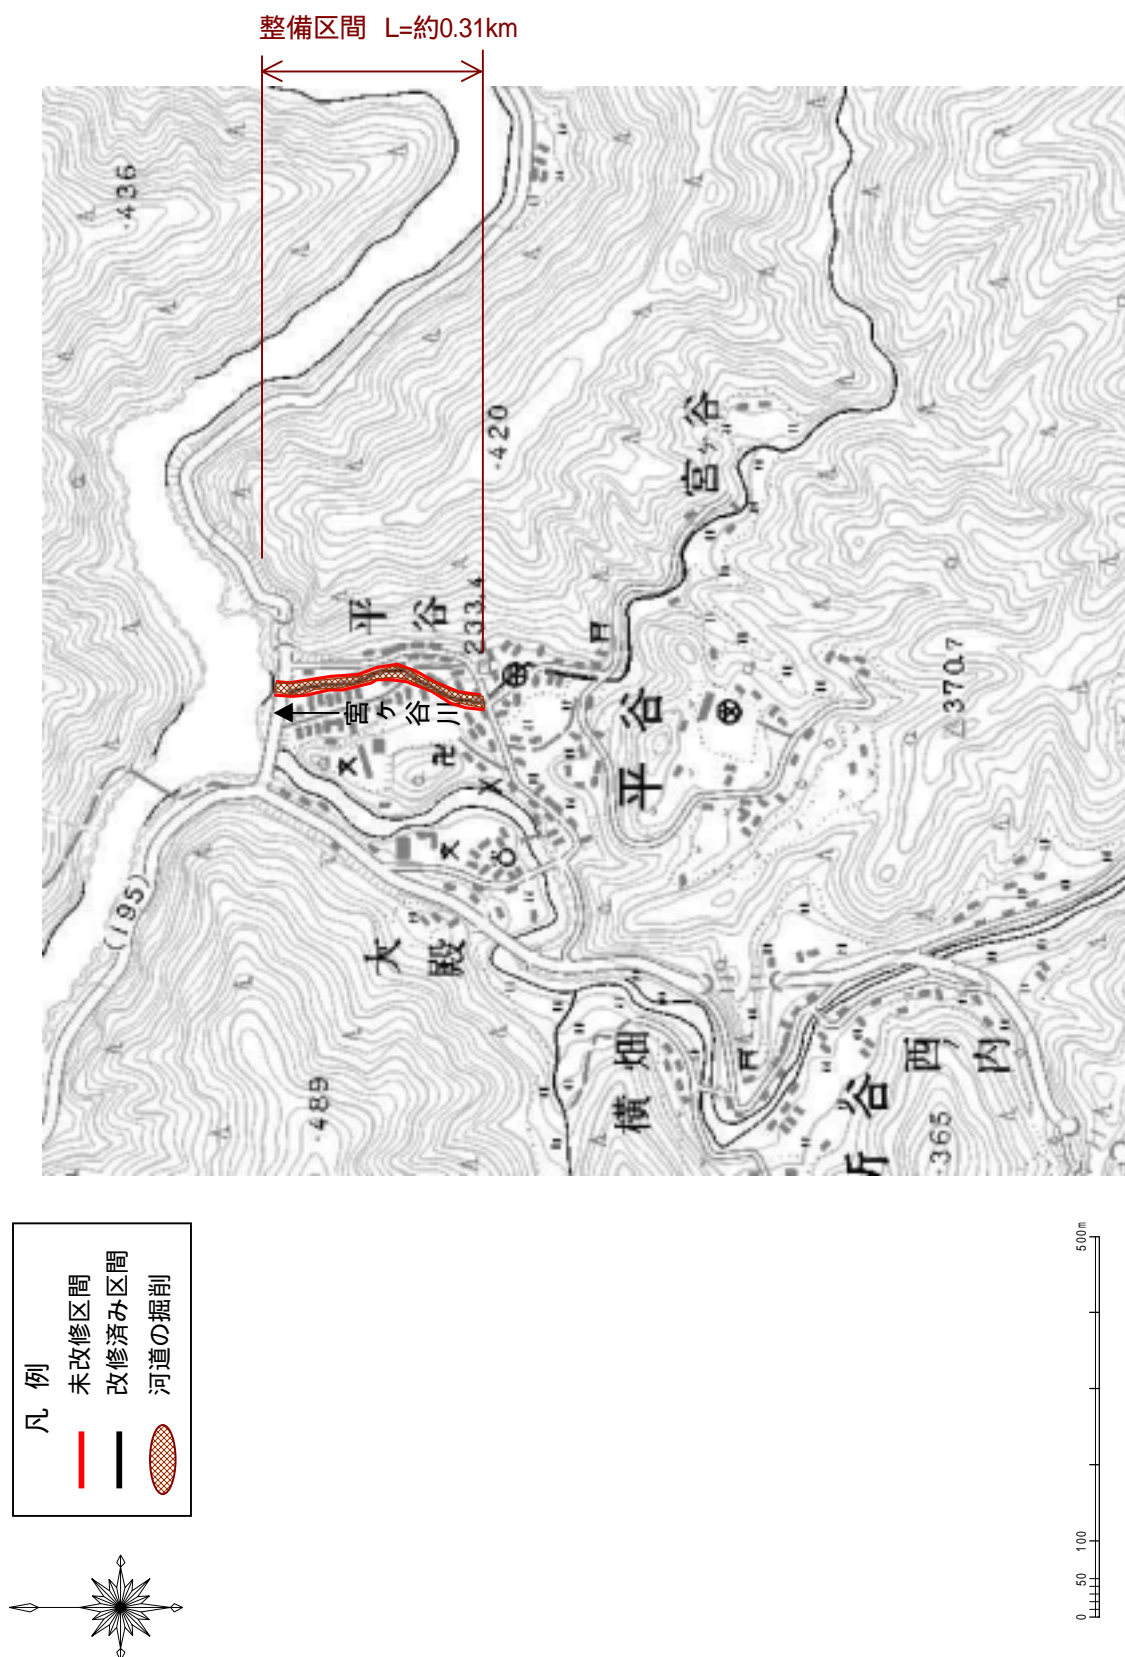 整備区間 L=約0.31km
・436
・420
宮ヶ谷
平谷
233.4
宮ケ谷川
平谷
370.7
(195)
大殿
・489
横畑
西内
谷
・365
凡 例
未改修区間
改修済み区間
河道の掘削
500m
100
50
0